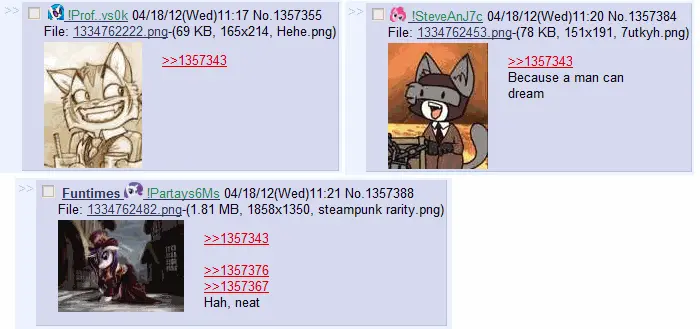 >> !Prof..vs0k 04/18/12(Wed)11:17 No.1357355
File: 1334762222.png-(69 KB, 165x214, Hehe.png)
>>1357343
>> !SteveAnJ7c 04/18/12(Wed)11:20 No.1357384
File: 1334762453.png-(78 KB, 151x191, 7utkyh.png)
>>1357343
Because a man can
dream
>> Funtimes !Partays6Ms 04/18/12(Wed)11:21 No.1357388
File: 1334762482.png-(1.81 MB, 1858x1350, steampunk rarity.png)
>>1357343
>>1357376
>>1357367
Hah, neat